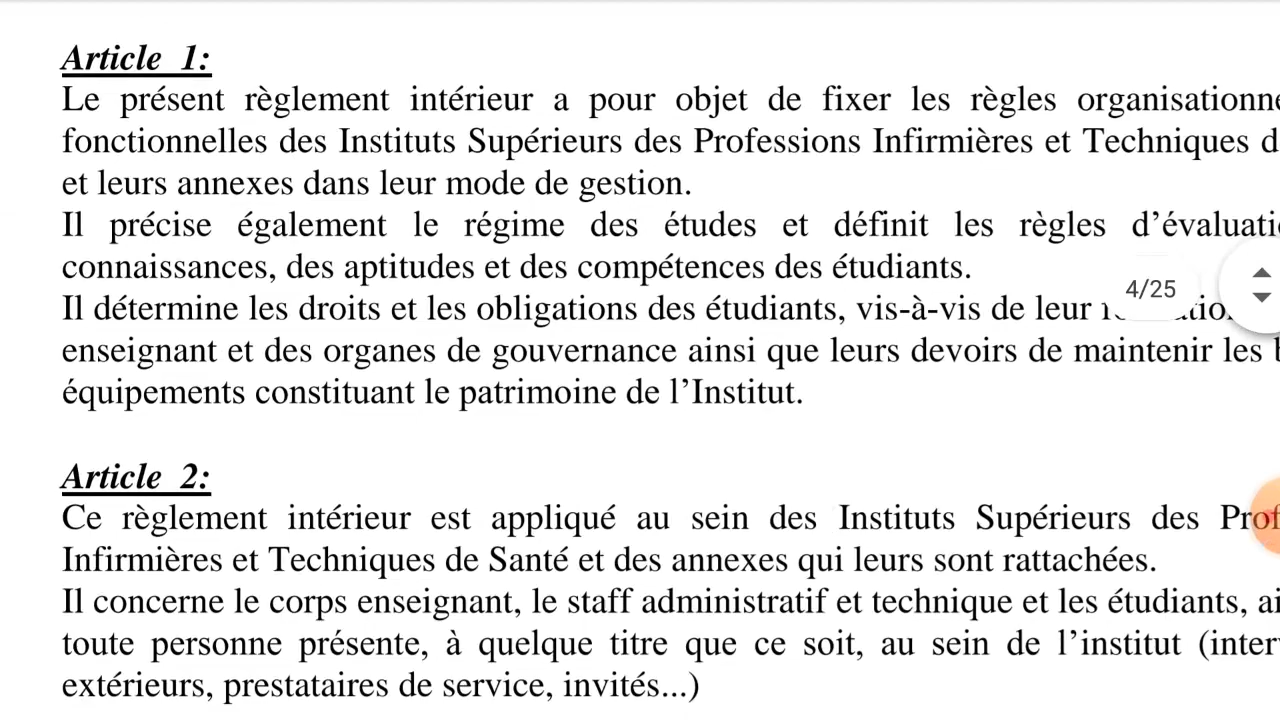 Article 1:
Le présent règlement intérieur a pour objet de fixer les règles
fonctionnelles des Instituts Supérieurs des Professions Infirmières et Techniques
et leurs annexes dans leur mode de gestion.
Il précise également le régime des études et définit les règles
connaissances, des aptitudes et des compétences des étudiants.
4/25
Il détermine les droits et les obligations des étudiants, vis-à-vis de leur
enseignant et des organes de gouvernance ainsi que leurs devoirs de maintenir les
équipements constituant le patrimoine de l'Institut.
Article 2:
Ce règlement intérieur est appliqué au sein des Instituts Supérieurs des
Infirmières et Techniques de Santé et des annexes qui leurs sont rattachées.
Il concerne le corps enseignant, le staff administratif et technique et les étudiants,
toute personne présente, à quelque titre que ce soit, au sein de l'institut
extérieurs, prestataires de service, invités...)